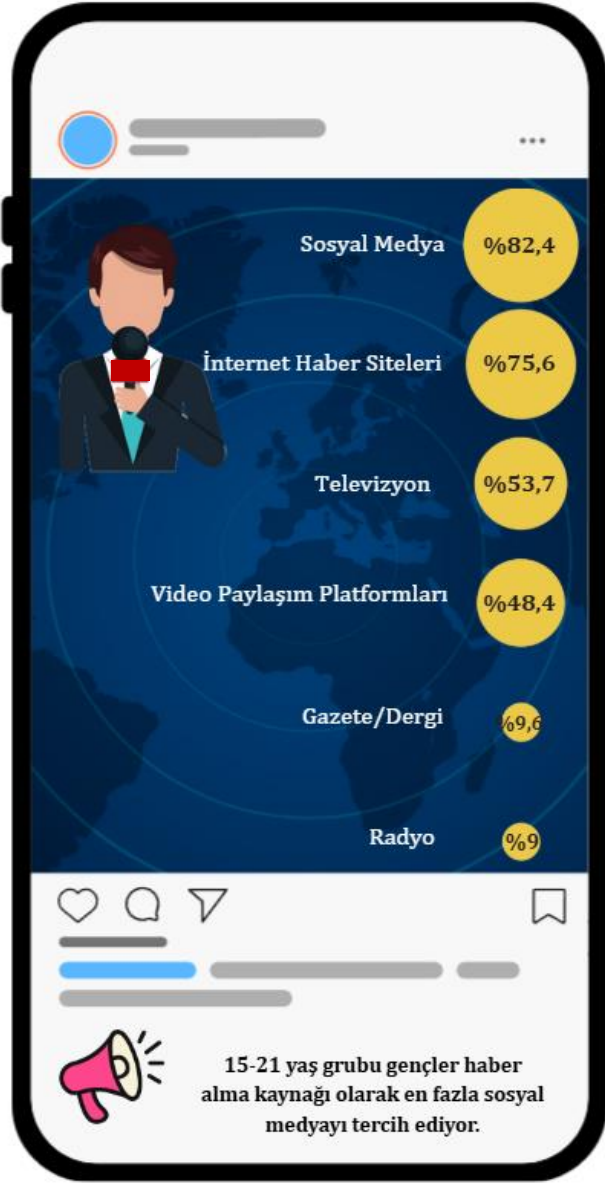 Sosyal Medya %82,4
İnternet Haber Siteleri %75,6
Televizyon %53,7
Video Paylaşım Platformları %48,4
Gazete/Dergi %9,6
Radyo %9
15-21 yaş grubu gençler haber
alma kaynağı olarak en fazla sosyal
medyayı tercih ediyor.